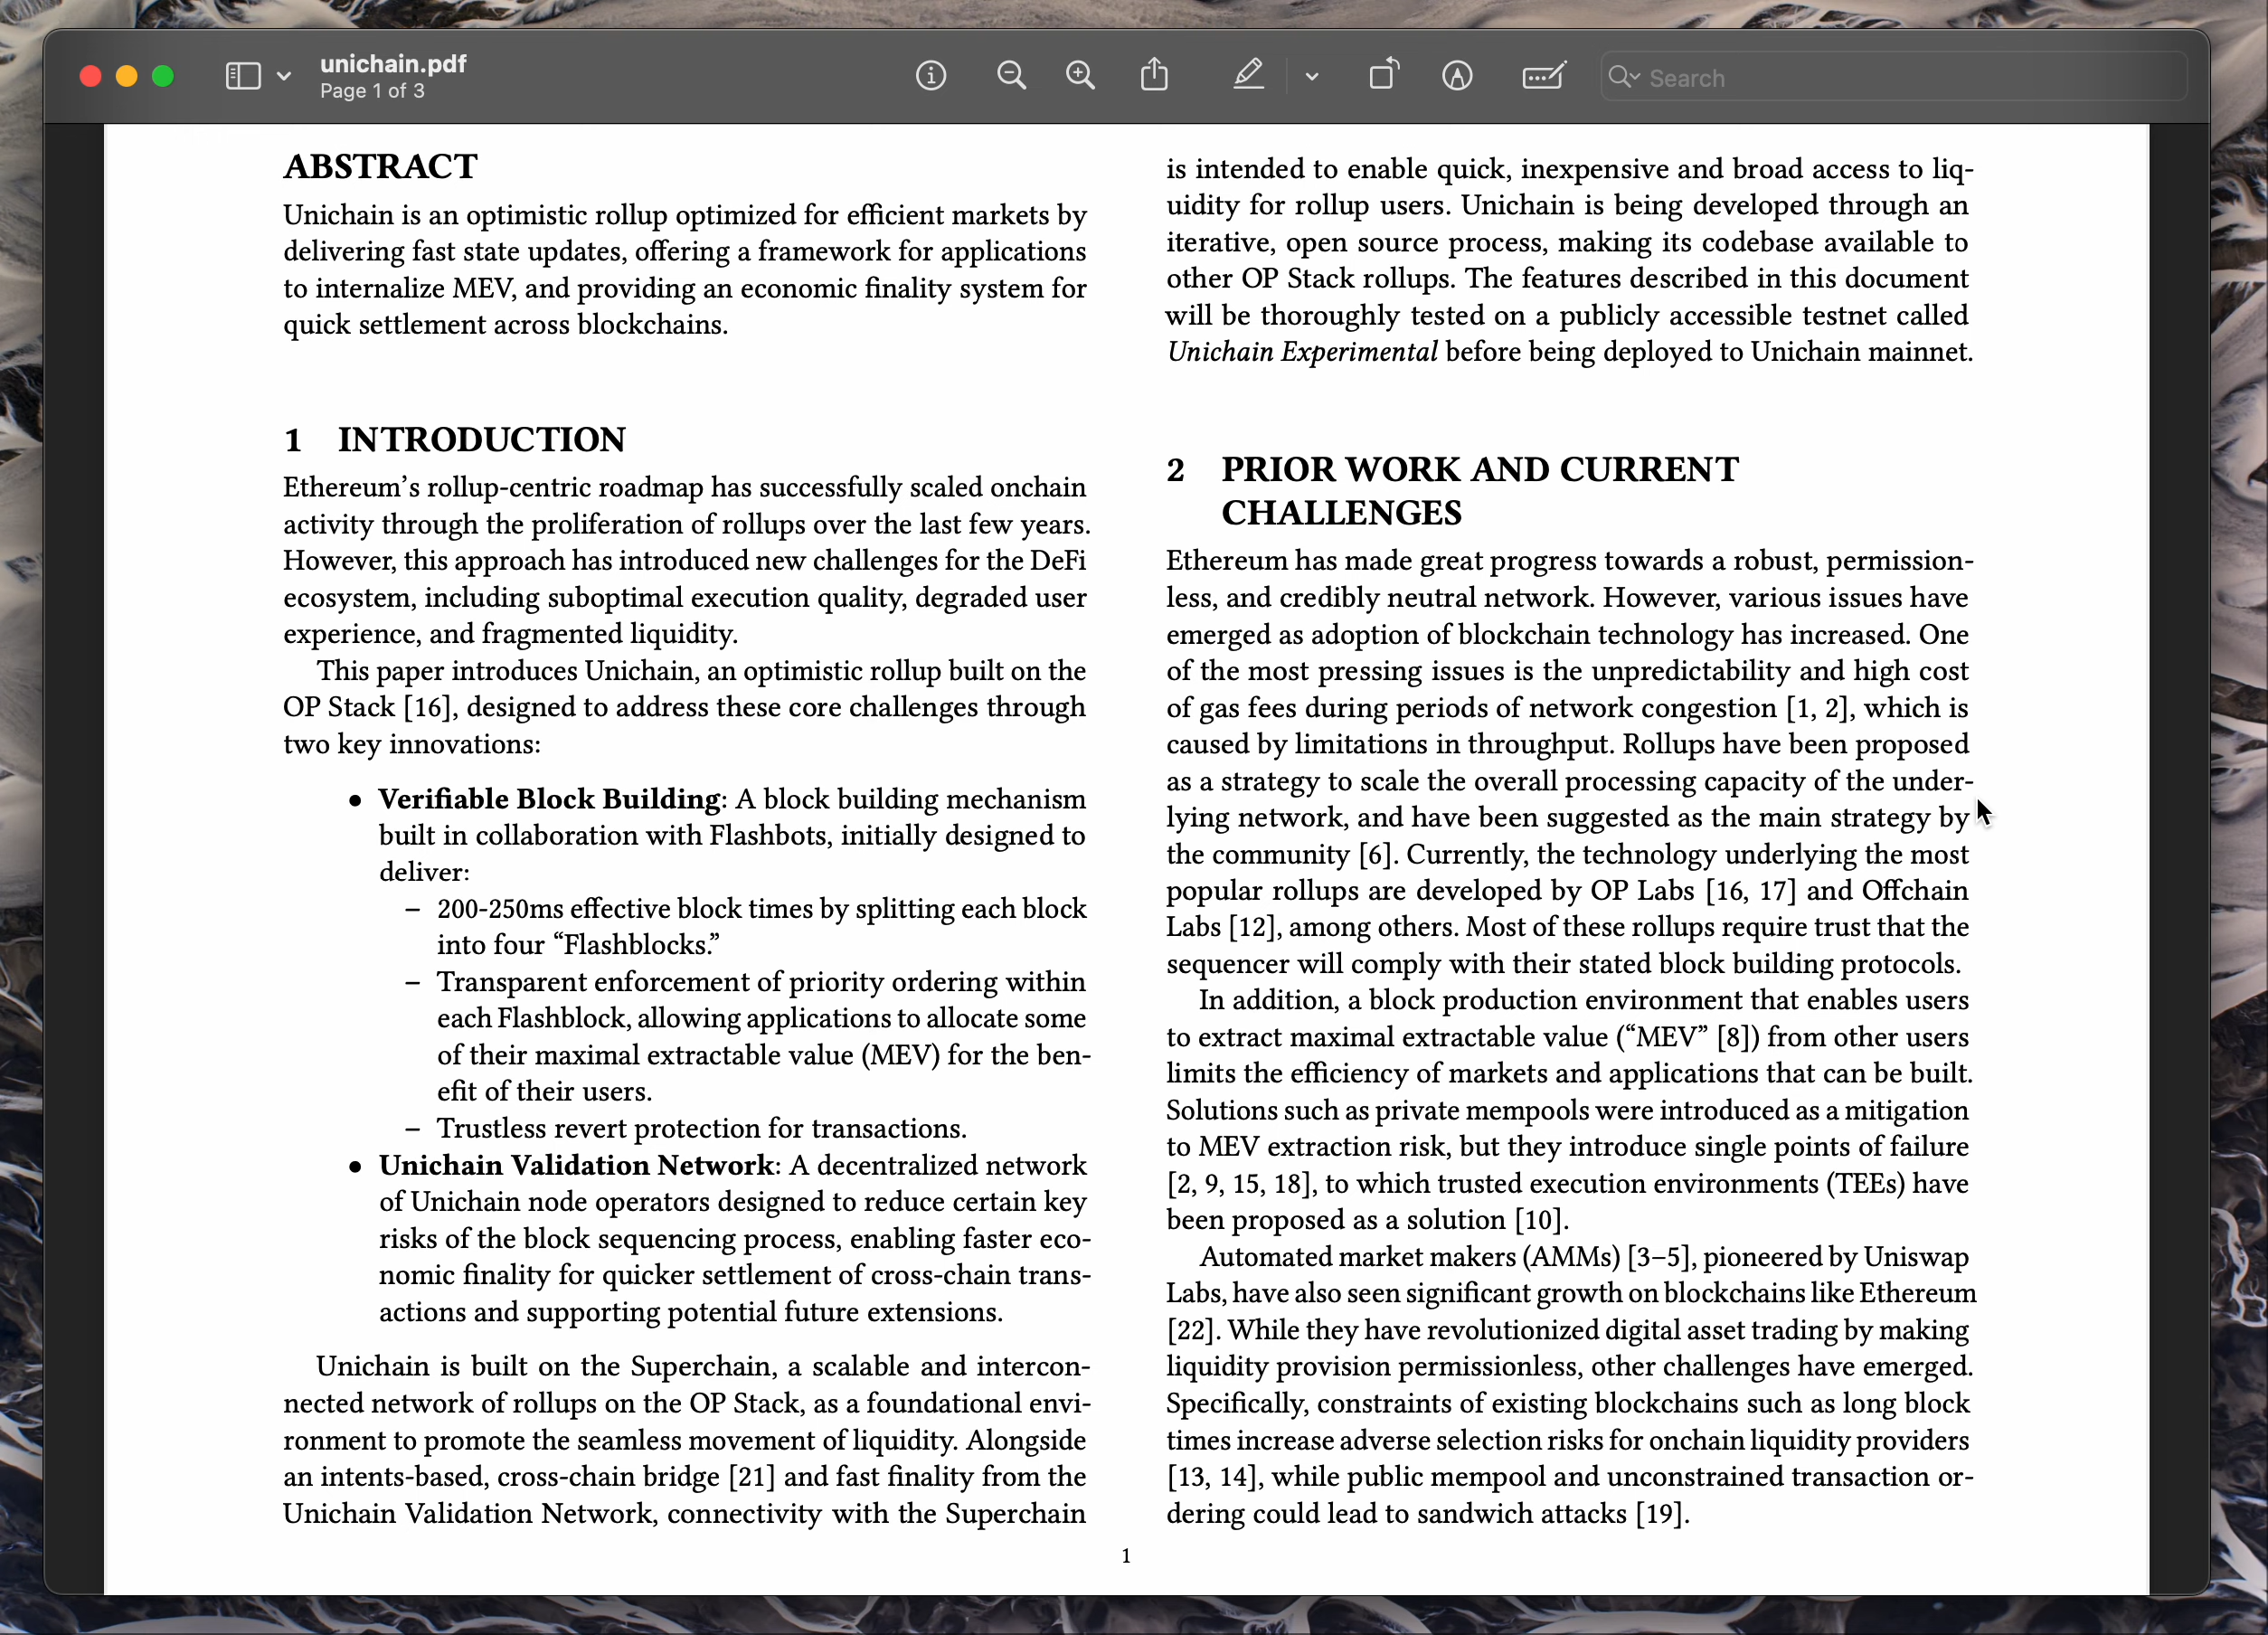 unichain.pdf
Page 1 of 3
Search
ABSTRACT
Unichain is an optimistic rollup optimized for efficient markets by
delivering fast state updates, offering a framework for applications
to internalize MEV, and providing an economic finality system for
quick settlement across blockchains.
1 INTRODUCTION
Ethereum’s rollup-centric roadmap has successfully scaled onchain
activity through the proliferation of rollups over the last few years.
However, this approach has introduced new challenges for the DeFi
ecosystem, including suboptimal execution quality, degraded user
experience, and fragmented liquidity.
This paper introduces Unichain, an optimistic rollup built on the
OP Stack [16], designed to address these core challenges through
two key innovations:
• Verifiable Block Building: A block building mechanism
built in collaboration with Flashbots, initially designed to
deliver:
– 200-250ms effective block times by splitting each block
into four “Flashblocks.”
– Transparent enforcement of priority ordering within
each Flashblock, allowing applications to allocate some
of their maximal extractable value (MEV) for the ben-
efit of their users.
– Trustless revert protection for transactions.
• Unichain Validation Network: A decentralized network
of Unichain node operators designed to reduce certain key
risks of the block sequencing process, enabling faster eco-
nomic finality for quicker settlement of cross-chain trans-
actions and supporting potential future extensions.
Unichain is built on the Superchain, a scalable and intercon-
nected network of rollups on the OP Stack, as a foundational envi-
ronment to promote the seamless movement of liquidity. Alongside
an intents-based, cross-chain bridge [21] and fast finality from the
Unichain Validation Network, connectivity with the Superchain
is intended to enable quick, inexpensive and broad access to liq-
uidity for rollup users. Unichain is being developed through an
iterative, open source process, making its codebase available to
other OP Stack rollups. The features described in this document
will be thoroughly tested on a publicly accessible testnet called
Unichain Experimental before being deployed to Unichain mainnet.
2 PRIOR WORK AND CURRENT
CHALLENGES
Ethereum has made great progress towards a robust, permission-
less, and credibly neutral network. However, various issues have
emerged as adoption of blockchain technology has increased. One
of the most pressing issues is the unpredictability and high cost
of gas fees during periods of network congestion [1, 2], which is
caused by limitations in throughput. Rollups have been proposed
as a strategy to scale the overall processing capacity of the under-
lying network, and have been suggested as the main strategy by
the community [6]. Currently, the technology underlying the most
popular rollups are developed by OP Labs [16, 17] and Offchain
Labs [12], among others. Most of these rollups require trust that the
sequencer will comply with their stated block building protocols.
In addition, a block production environment that enables users
to extract maximal extractable value (“MEV” [8]) from other users
limits the efficiency of markets and applications that can be built.
Solutions such as private mempools were introduced as a mitigation
to MEV extraction risk, but they introduce single points of failure
[2, 9, 15, 18], to which trusted execution environments (TEEs) have
been proposed as a solution [10].
Automated market makers (AMMs) [3–5], pioneered by Uniswap
Labs, have also seen significant growth on blockchains like Ethereum
[22]. While they have revolutionized digital asset trading by making
liquidity provision permissionless, other challenges have emerged.
Specifically, constraints of existing blockchains such as long block
times increase adverse selection risks for onchain liquidity providers
[13, 14], while public mempool and unconstrained transaction or-
dering could lead to sandwich attacks [19].
1